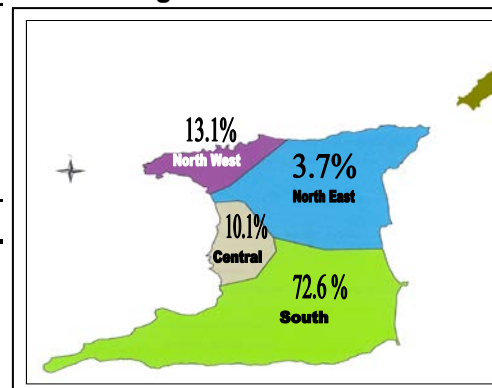 13.1%
North West
3.7%
North East
10.1%
Central
72.6 %
South